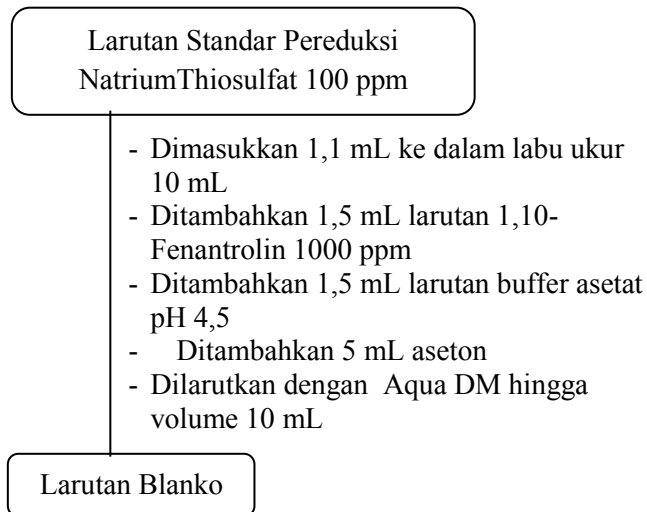 Larutan Standar Pereduksi
NatriumThiosulfat 100 ppm
- Dimasukkan 1,1 mL ke dalam labu ukur
10 mL
- Ditambahkan 1,5 mL larutan 1,10-
Fenantrolin 1000 ppm
- Ditambahkan 1,5 mL larutan buffer asetat
pH 4,5
- Ditambahkan 5 mL aseton
- Dilarutkan dengan Aqua DM hingga
volume 10 mL
Larutan Blanko